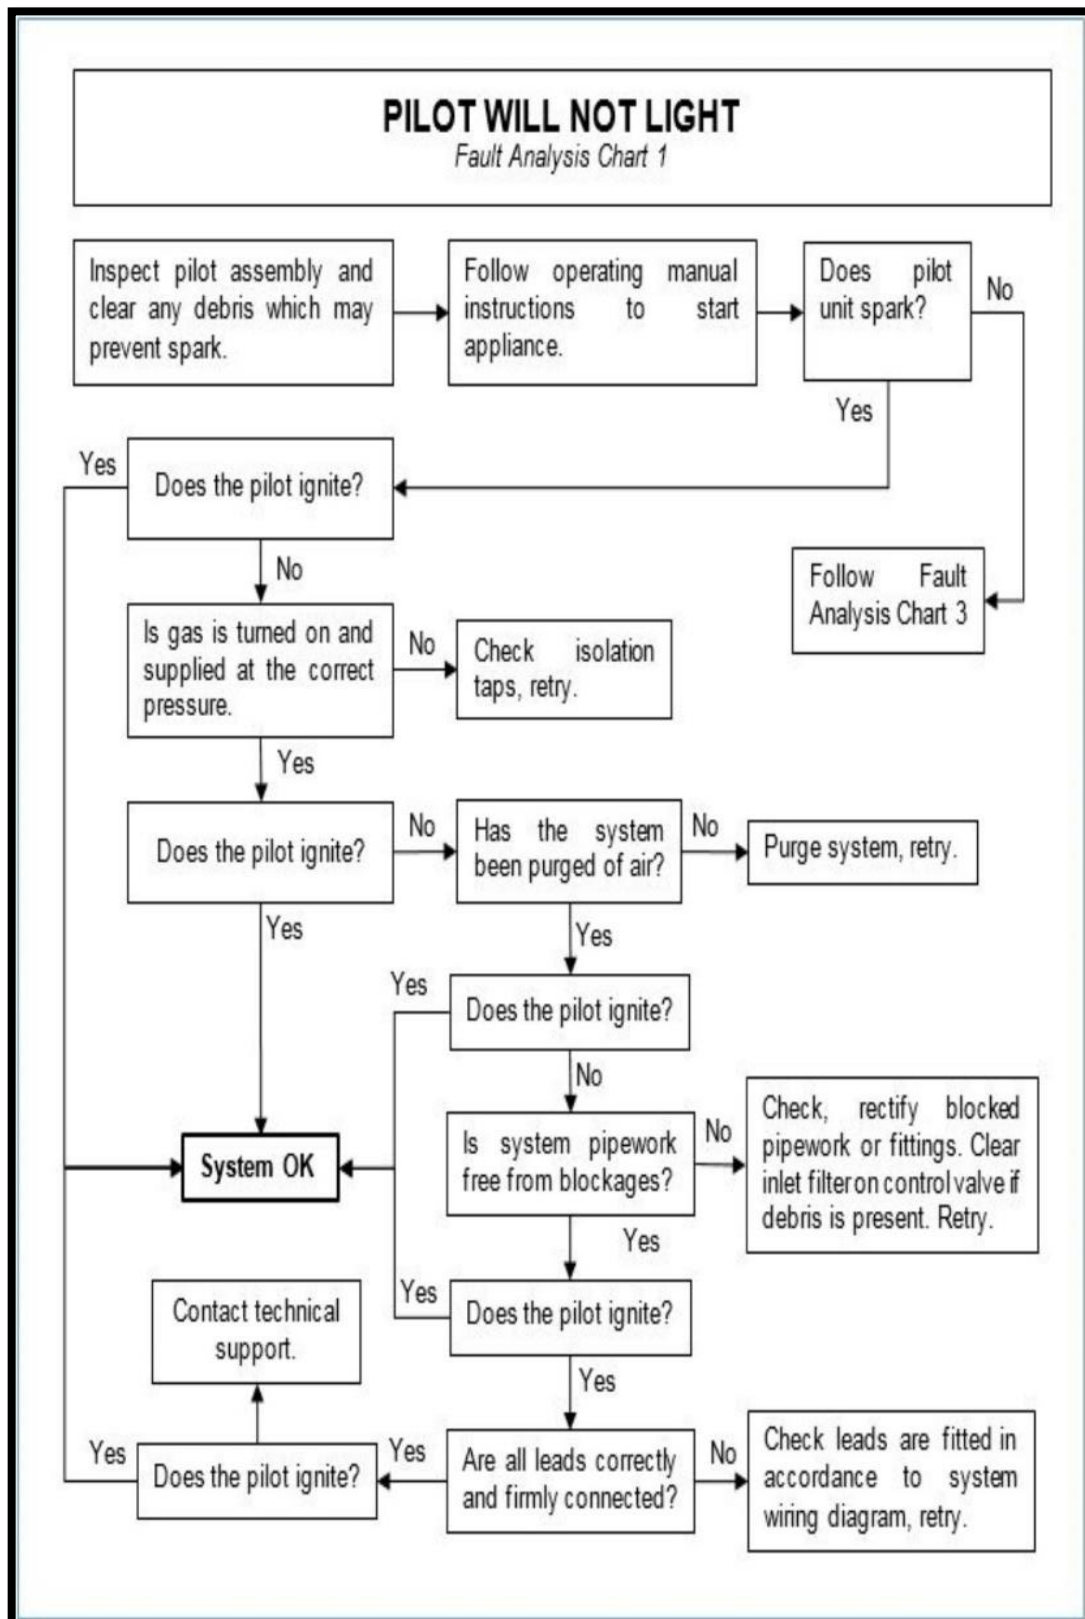 PILOT WILL NOT LIGHT
Fault Analysis Chart 1
Inspect pilot assembly and
clear any debris which may
prevent spark.
Follow operating manual
instructions to start
appliance.
Does pilot
unit spark?
No
Yes
Yes
Does the pilot ignite?
No
Follow Fault
Analysis Chart 3
Is gas is turned on and
supplied at the correct
pressure.
No
Check isolation
taps, retry.
Yes
Does the pilot ignite?
No
Has the system
been purged of air?
No
Purge system, retry.
Yes
Yes
Yes
Does the pilot ignite?
No
System OK
Is system pipework
free from blockages?
No
Check, rectify blocked
pipework or fittings. Clear
inlet filter on control valve if
debris is present. Retry.
Yes
Yes
Does the pilot ignite?
Contact technical
support.
Yes
Yes
Does the pilot ignite?
Yes
Are all leads correctly
and firmly connected?
No
Check leads are fitted in
accordance to system
wiring diagram, retry.